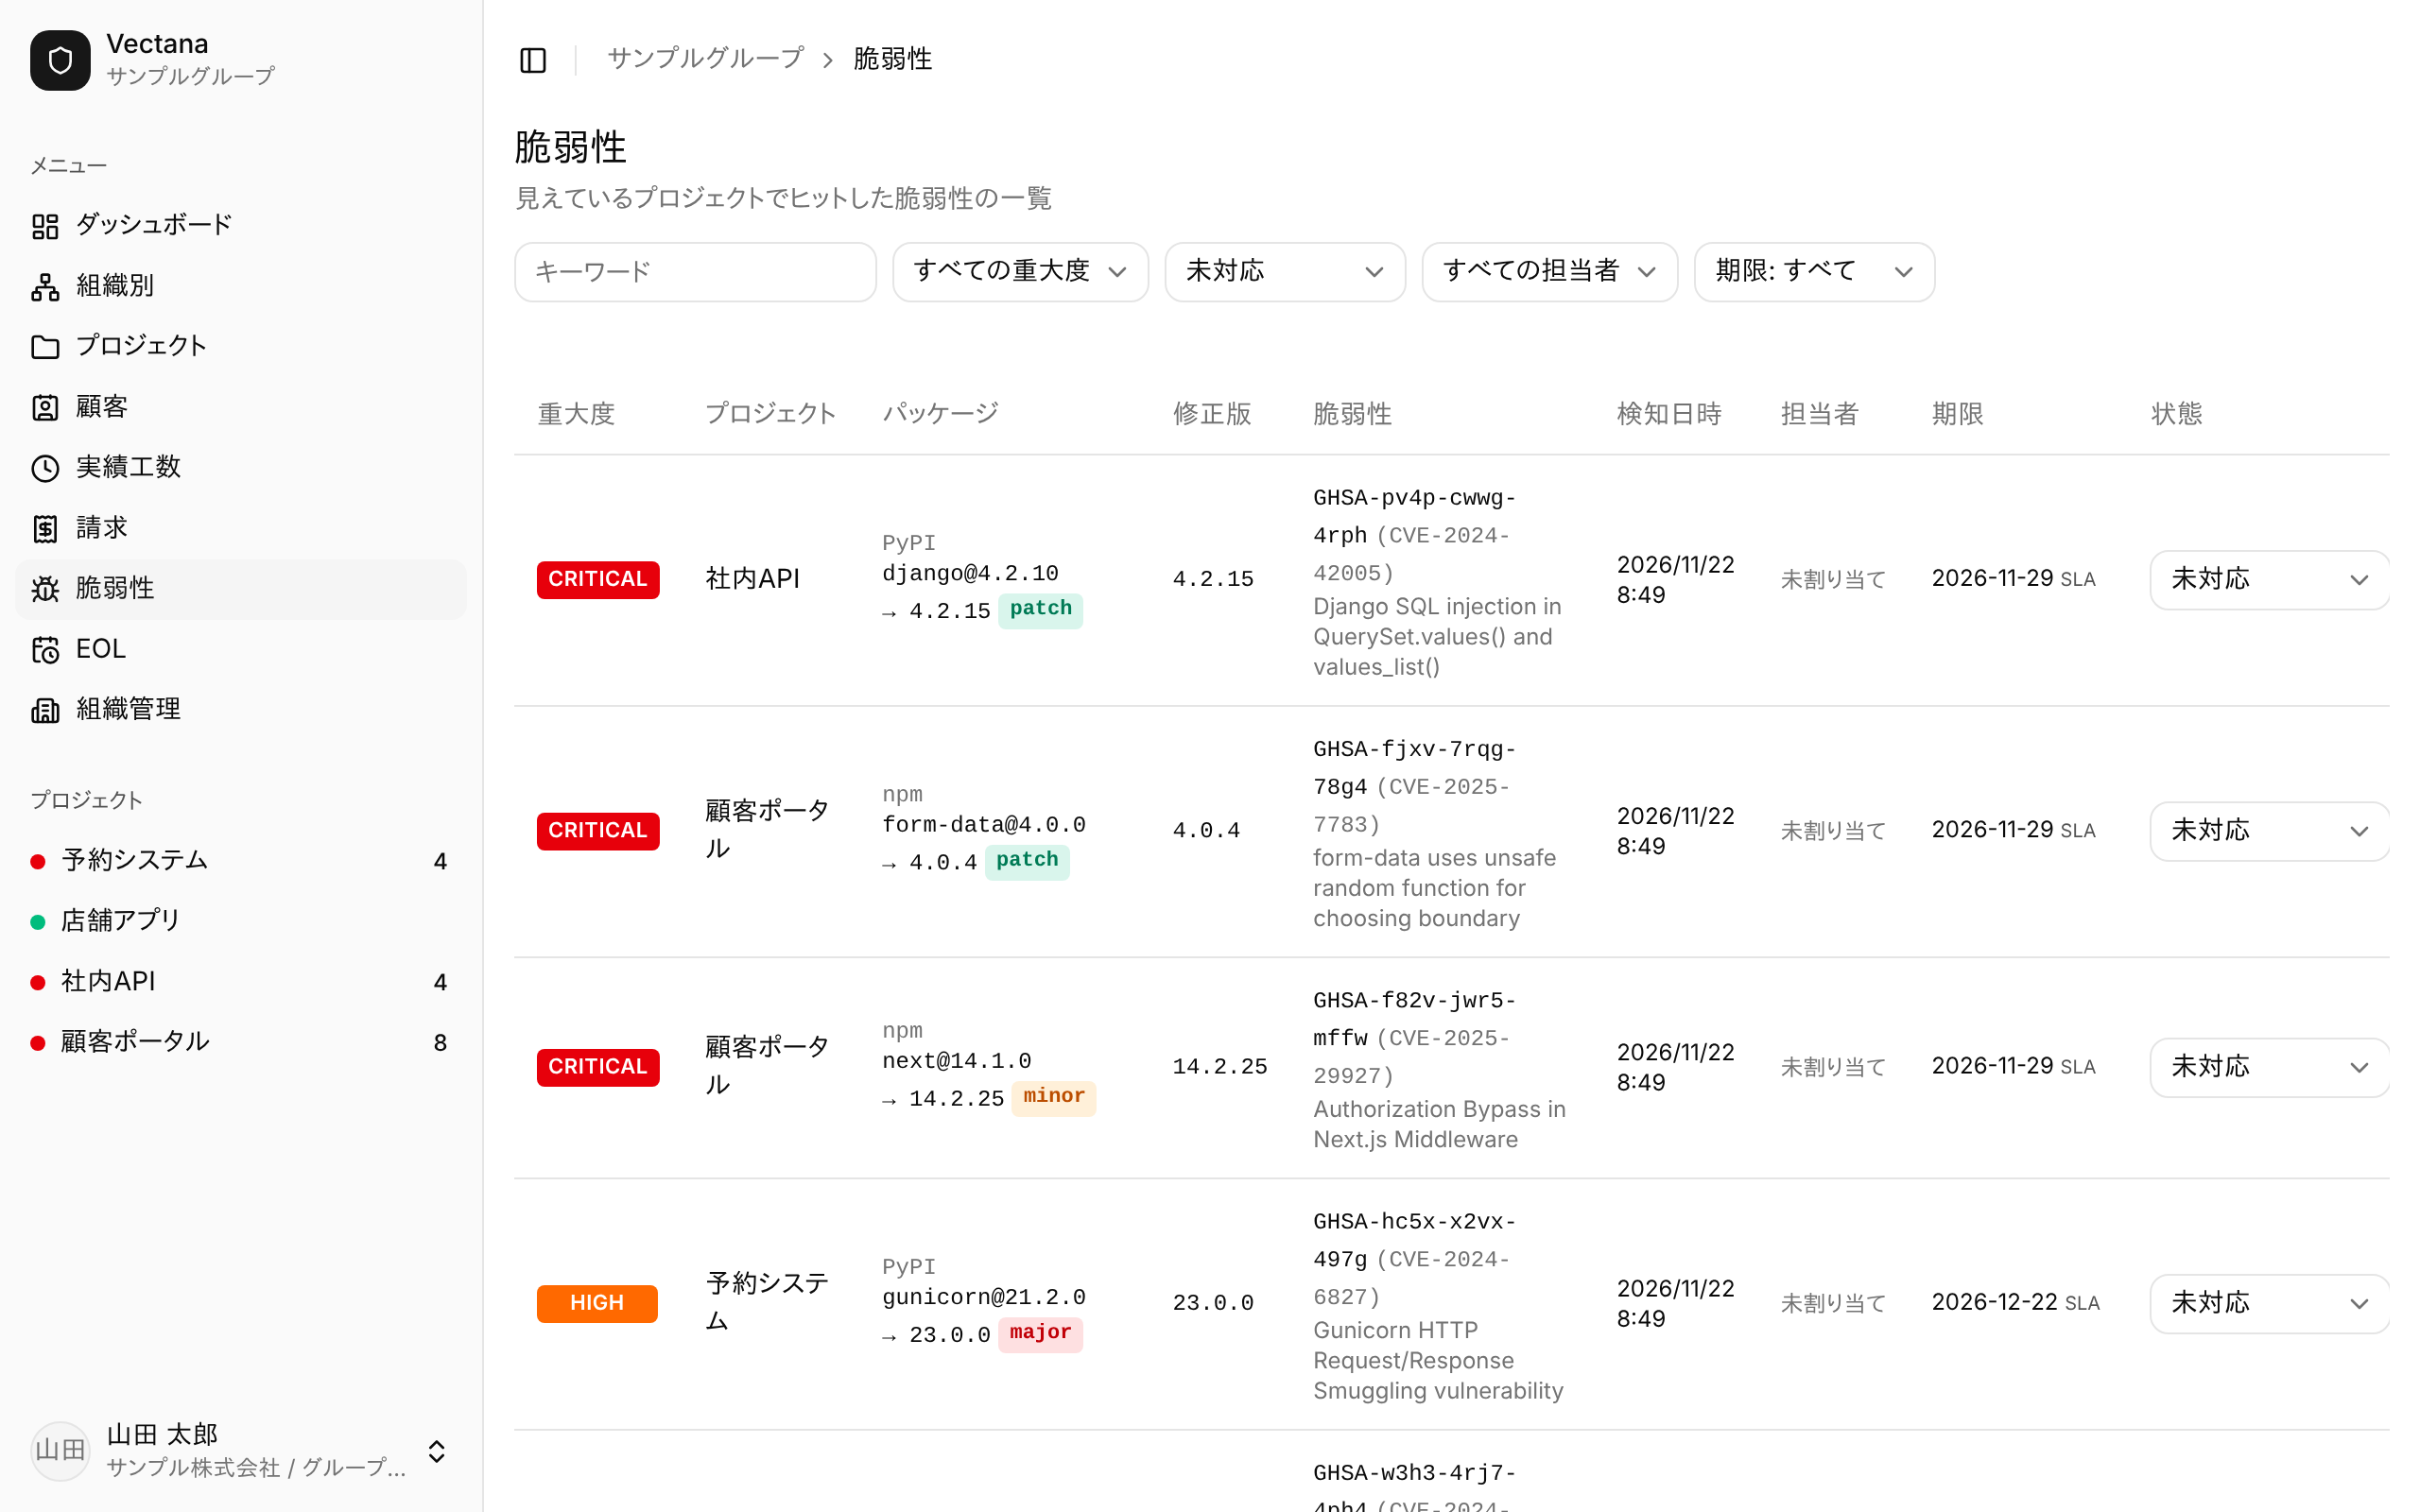 Vectana
サンプルグループ
メニュー
ダッシュボード
組織別
プロジェクト
顧客
実績工数
請求
脆弱性
EOL
組織管理
プロジェクト
予約システム 4
店舗アプリ
社内API 4
顧客ポータル 8
山田
山田 太郎
サンプル株式会社 / グループ...
サンプルグループ > 脆弱性
脆弱性
見えているプロジェクトでヒットした脆弱性の一覧
キーワード すべての重大度 未対応 すべての担当者 期限: すべて
重大度 プロジェクト パッケージ 修正版 脆弱性 検知日時 担当者 期限 状態
CRITICAL
社内API
PyPI
django@4.2.10
→ 4.2.15 patch
4.2.15
GHSA-pv4p-cwwg-
4rph (CVE-2024-
42005)
Django SQL injection in
QuerySet.values() and
values_list()
2026/11/22
8:49
未割り当て
2026-11-29 SLA
未対応
CRITICAL
顧客ポータ
ル
npm
form-data@4.0.0
→ 4.0.4 patch
4.0.4
GHSA-fjxv-7rqg-
78g4 (CVE-2025-
7783)
form-data uses unsafe
random function for
choosing boundary
2026/11/22
8:49
未割り当て
2026-11-29 SLA
未対応
CRITICAL
顧客ポータ
ル
npm
next@14.1.0
→ 14.2.25 minor
14.2.25
GHSA-f82v-jwr5-
mffw (CVE-2025-
29927)
Authorization Bypass in
Next.js Middleware
2026/11/22
8:49
未割り当て
2026-11-29 SLA
未対応
HIGH
予約システ
ム
PyPI
gunicorn@21.2.0
→ 23.0.0 major
23.0.0
GHSA-hc5x-x2vx-
497g (CVE-2024-
6827)
Gunicorn HTTP
Request/Response
Smuggling vulnerability
2026/11/22
8:49
未割り当て
2026-12-22 SLA
未対応
GHSA-w3h3-4rj7-
4ph4 (CVE-2024-